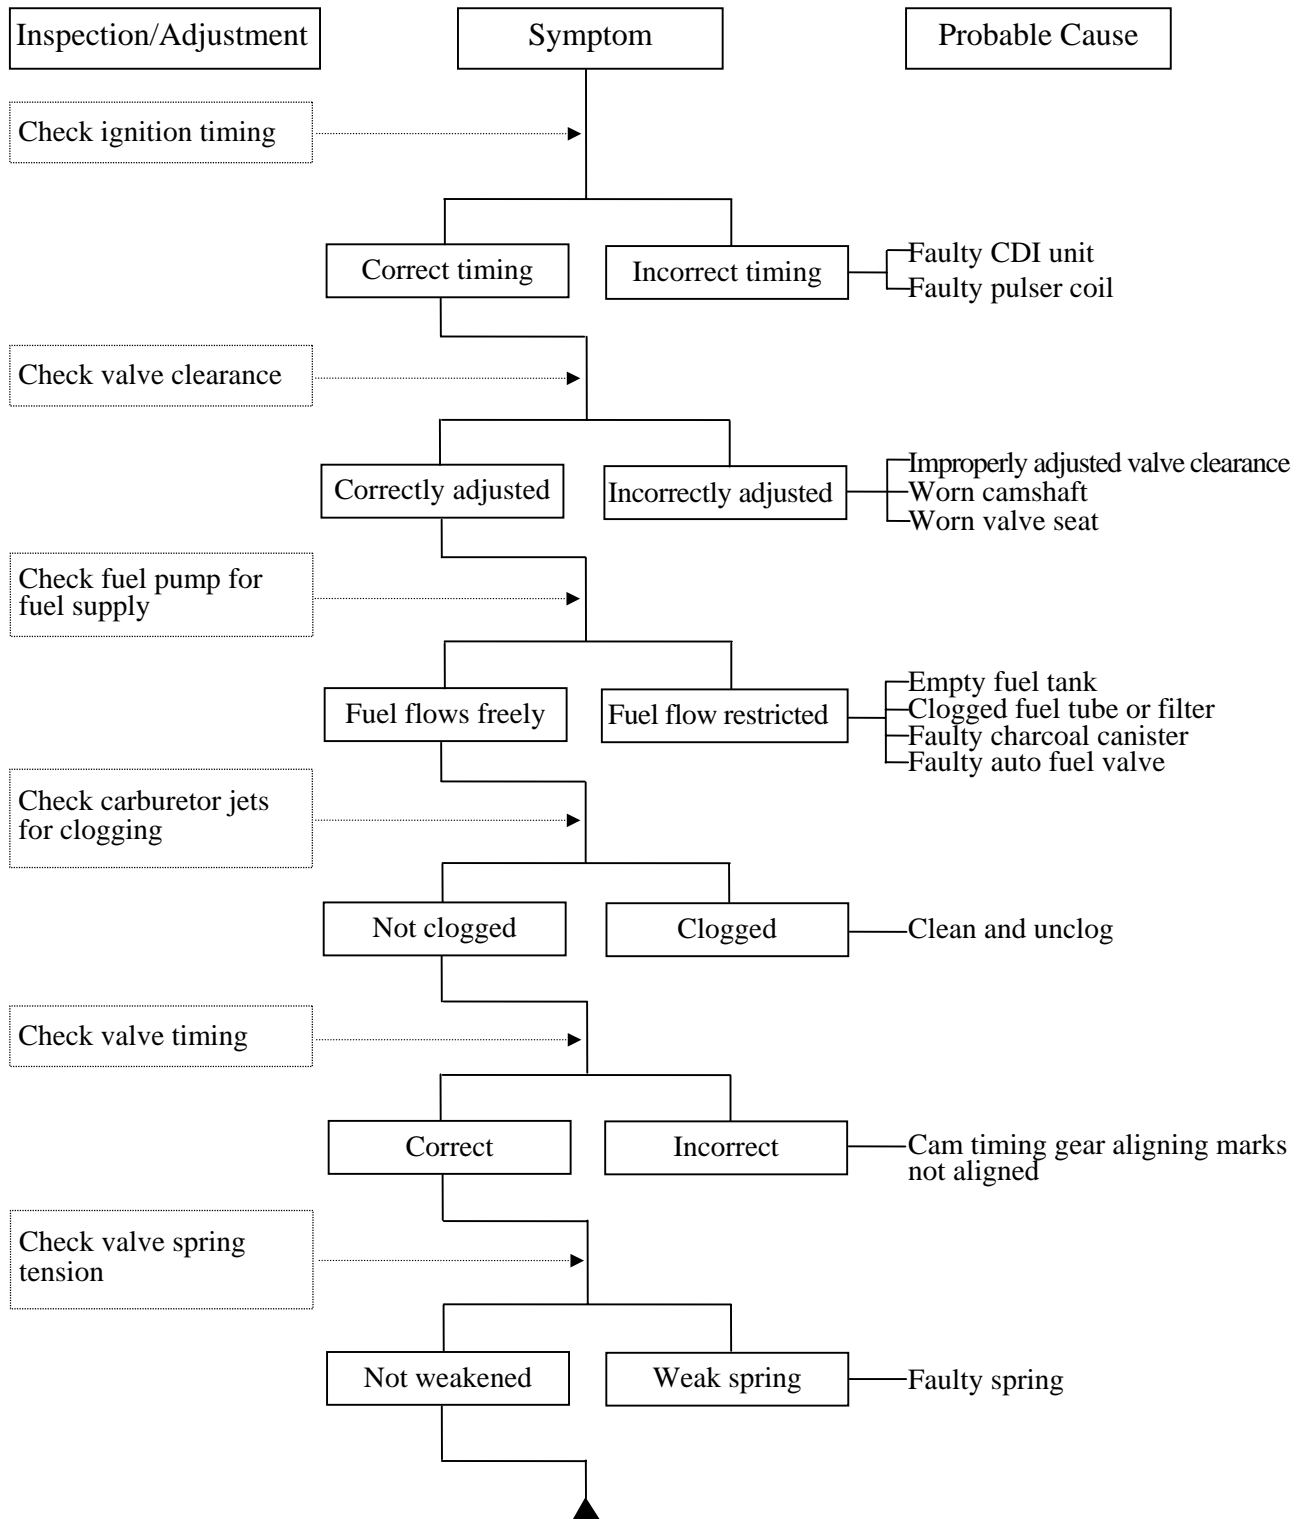 Inspection/Adjustment
Symptom
Probable Cause
Check ignition timing
Correct timing
Incorrect timing
Faulty CDI unit
Faulty pulser coil
Check valve clearance
Correctly adjusted
Incorrectly adjusted
Improperly adjusted valve clearance
Worn camshaft
Worn valve seat
Check fuel pump for
fuel supply
Fuel flows freely
Fuel flow restricted
Empty fuel tank
Clogged fuel tube or filter
Faulty charcoal canister
Faulty auto fuel valve
Check carburetor jets
for clogging
Not clogged
Clogged
Clean and unclog
Check valve timing
Correct
Incorrect
Cam timing gear aligning marks
not aligned
Check valve spring
tension
Not weakened
Weak spring
Faulty spring